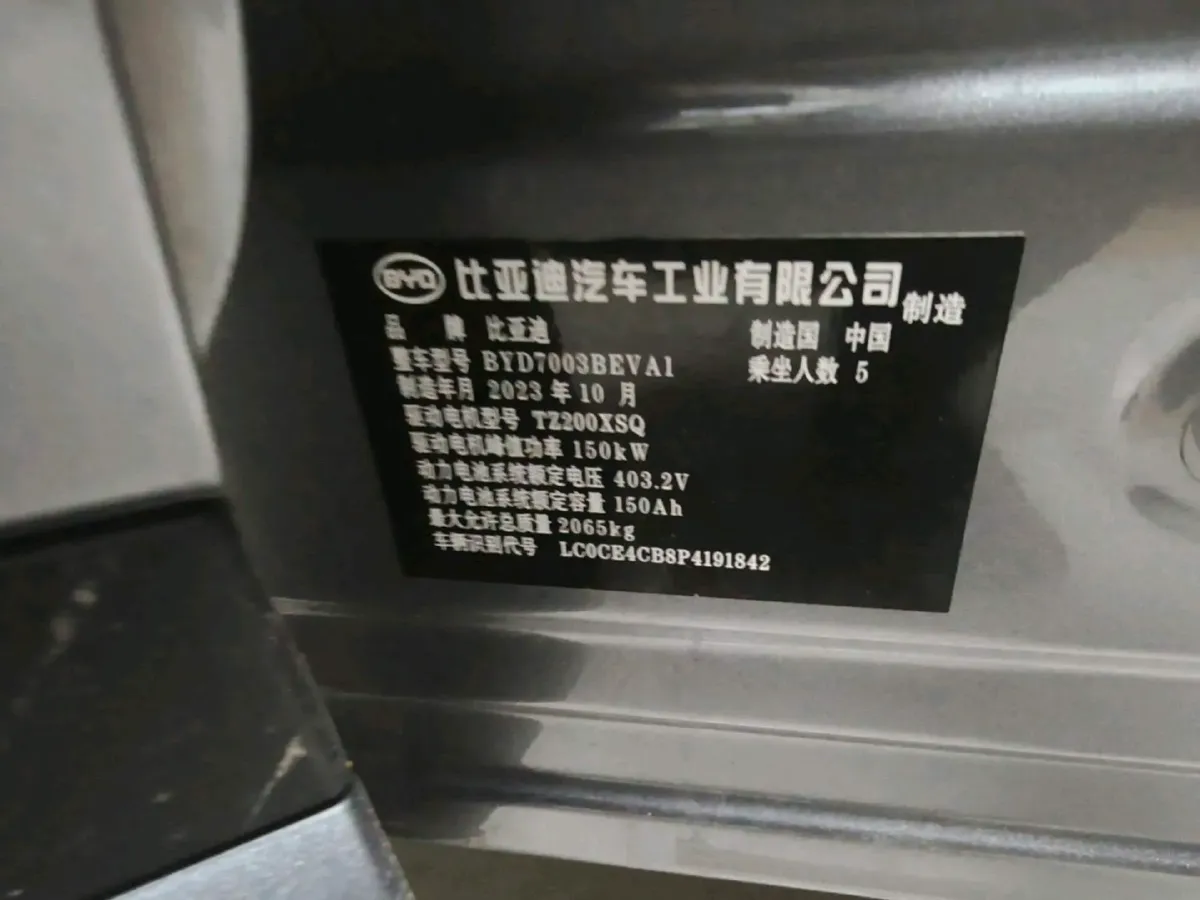 BYD 比亚迪汽车工业有限公司 制造
品 牌 比亚迪 制造国 中国
整车型号 BYD7003BEVA1 乘坐人数 5
制造年月 2023 年 10 月
驱动电机型号 TZ200XSQ
驱动电机峰值功率 150kW
动力电池系统额定电压 403.2V
动力电池系统额定容量 150Ah
最大允许总质量 2065kg
车辆识别代号 LC0CE4CB8P4191842